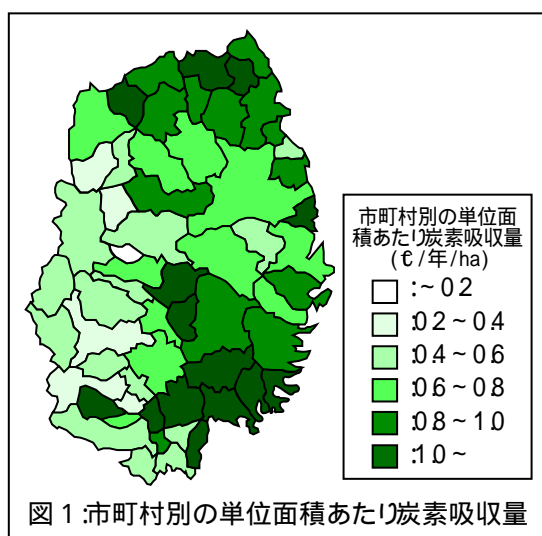 市町村別の単位面
積あたり炭素吸収量
(t/年/ha)
:~0.2
:0.2~0.4
:0.4~0.6
:0.6~0.8
:0.8~1.0
:1.0~
図1:市町村別の単位面積あたり炭素吸収量